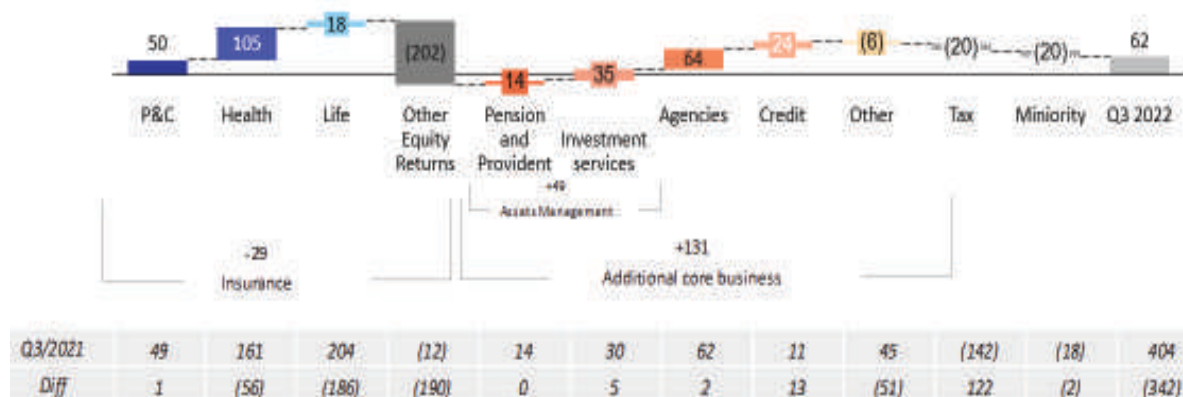 50 105 18 (202) 14 35 64 24 (6) (20) (20) 62
P&C Health Life Other Equity Returns Pension and Provident Investment services Agencies Credit Other Tax Miniority Q3 2022
+49
Assets Management
-29
Insurance
+131
Additional core business
Q3/2021 49 161 204 (12) 14 30 62 11 45 (142) (18) 404
Diff 1 (56) (186) (190) 0 5 2 13 (51) 122 (2) (342)